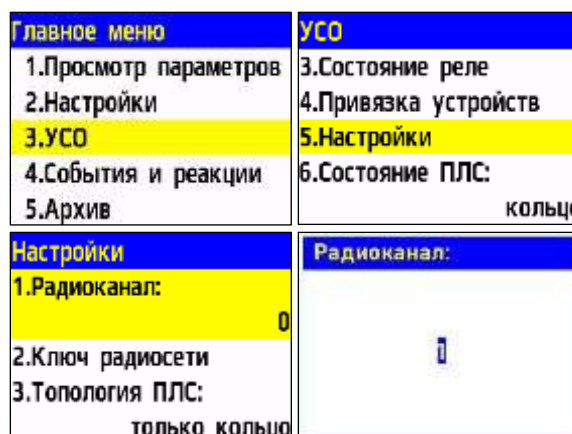 Главное меню
1.Просмотр параметров
2.Настройки
3.УСО
4.События и реакции
5.Архив
УСО
3.Состояние реле
4.Привязка устройств
5.Настройки
6.Состояние ПЛС:
кольцо
Настройки
1.Радиоканал:
0
2.Ключ радиосети
3.Топология ПЛС:
только кольцо
Радиоканал: